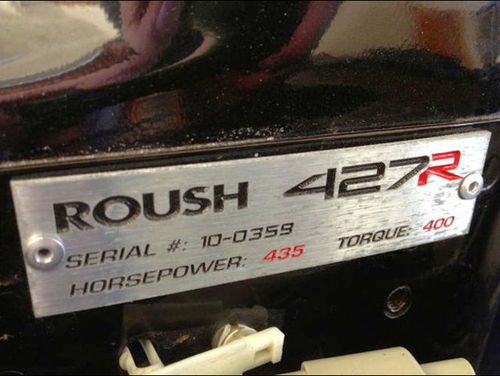 ROUSH 427R
SERIAL #: 10-0359
HORSEPOWER: 435 TORQUE: 400